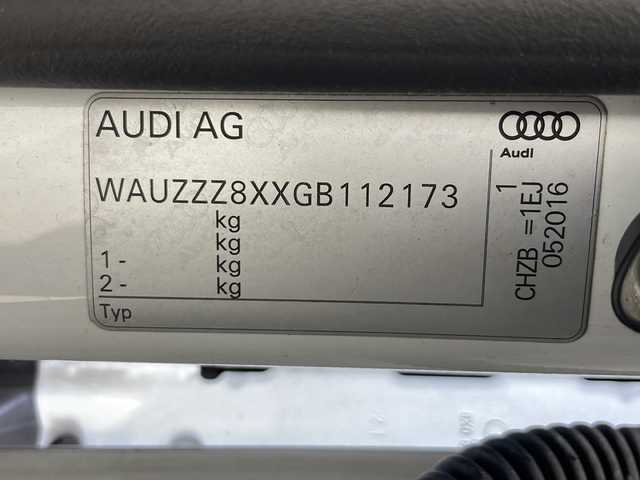 AUDI AG
Audi
WAUZZZ8XXGB112173
kg
kg
1 - kg
2 - kg
Typ
1
CHZB =1EJ
052016